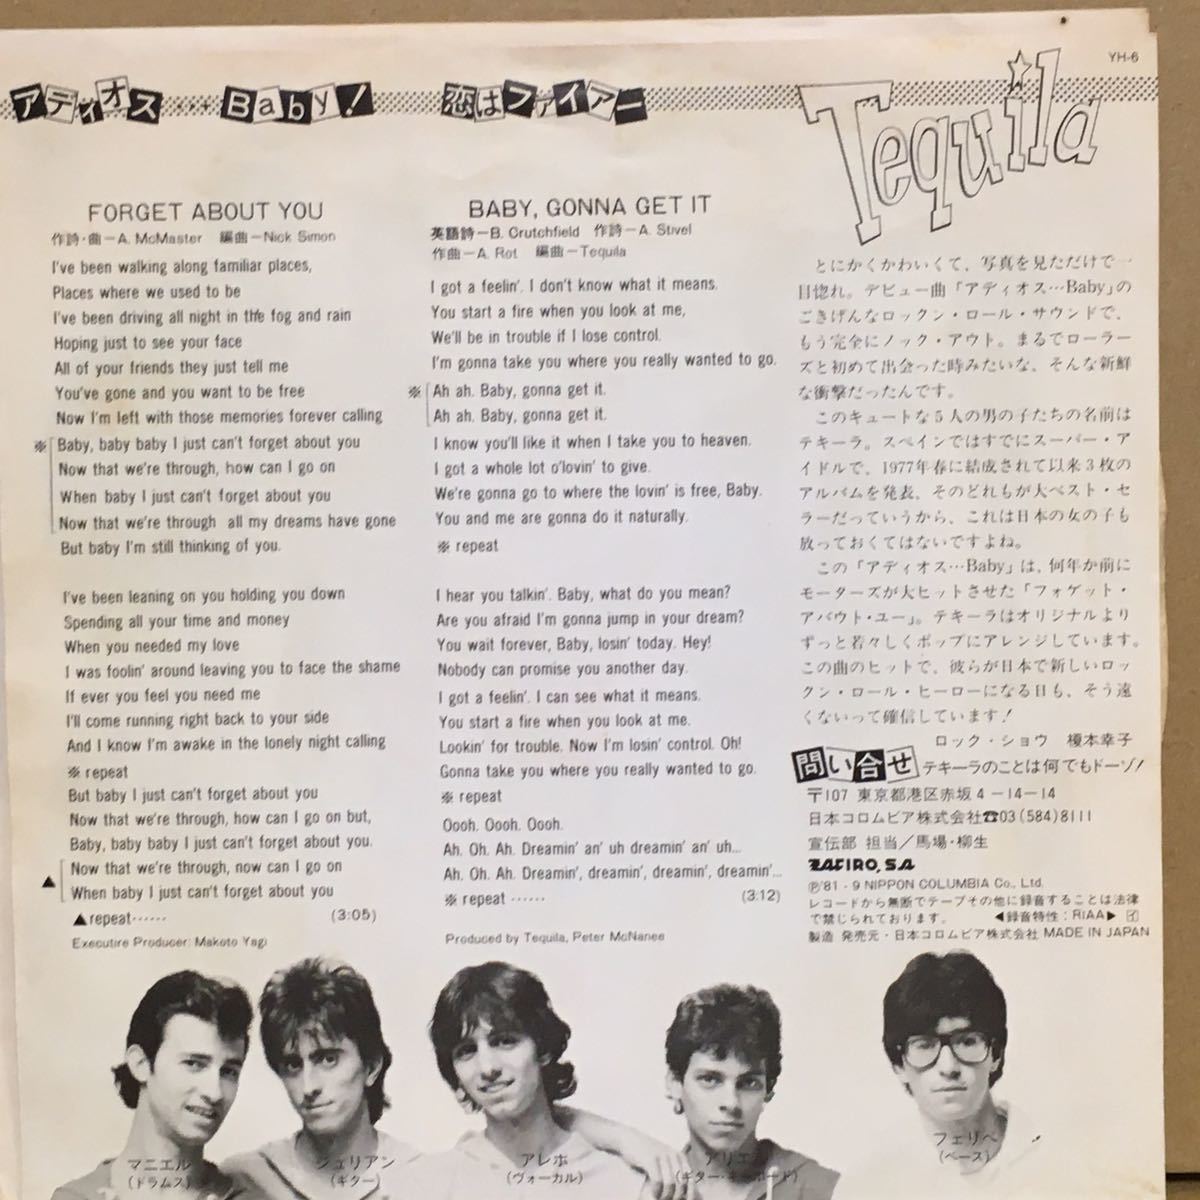 アディオス…Baby!
FORGET ABOUT YOU
作詩・曲—A. McMaster 編曲—Nick Simon
I've been walking along familiar places,
Places where we used to be
I've been driving all night in the fog and rain
Hoping just to see your face
All of your friends they just tell me
You've gone and you want to be free
Now I'm left with those memories forever calling
※ Baby, baby baby I just can't forget about you
Now that we're through, how can I go on
When baby I just can't forget about you
Now that we're through all my dreams have gone
But baby I'm still thinking of you.
I've been leaning on you holding you down
Spending all your time and money
When you needed my love
I was foolin' around leaving you to face the shame
If ever you feel you need me
I'll come running right back to your side
And I know I'm awake in the lonely night calling
※ repeat
But baby I just can't forget about you
Now that we're through, how can I go on but,
Baby, baby baby I just can't forget about you.
▲ Now that we're through, now can I go on
When baby I just can't forget about you
▲repeat…… (3:05)
Executire Producer: Makoto Yagi
恋はファイアー
BABY, GONNA GET IT
英語詩—B. Crutchfield 作詩—A. Stivel
作曲—A. Rot 編曲—Tequila
I got a feelin'. I don't know what it means.
You start a fire when you look at me,
We'll be in trouble if I lose control.
I'm gonna take you where you really wanted to go.
※ Ah ah. Baby, gonna get it.
Ah ah. Baby, gonna get it.
I know you'll like it when I take you to heaven.
I got a whole lot o'lovin' to give.
We're gonna go to where the lovin' is free, Baby.
You and me are gonna do it naturally.
※ repeat
I hear you talkin'. Baby, what do you mean?
Are you afraid I'm gonna jump in your dream?
You wait forever, Baby, losin' today. Hey!
Nobody can promise you another day.
I got a feelin'. I can see what it means.
You start a fire when you look at me.
Lookin' for trouble. Now I'm losin' control. Oh!
Gonna take you where you really wanted to go.
※ repeat
Oooh. Oooh. Oooh.
Ah. Oh. Ah. Dreamin' an' uh dreamin' an' uh…
Ah. Oh. Ah. Dreamin', dreamin', dreamin', dreamin'…
※ repeat …… (3:12)
Produced by Tequila, Peter McNanee
YH-6
Tequila
とにかくかわいくて、写真を見ただけで一
目惚れ。デビュー曲「アディオス…Baby」の
ごきげんなロックン・ロール・サウンドで、
もう完全にノック・アウト。まるでローラー
ズと初めて出会った時みたいな、そんな新鮮
な衝撃だったんです。
このキュートな5人の男の子たちの名前は
テキーラ。スペインではすでにスーパー・ア
イドルで、1977年春に結成されて以来3枚の
アルバムを発表、そのどれもが大ベスト・セ
ラーだっていうから、これは日本の女の子も
放っておくてはないですよね。
この「アディオス…Baby」は、何年か前に
モーターズが大ヒットさせた「フォゲット・
アバウト・ユー」。テキーラはオリジナルより
ずっと若々しくポップにアレンジしています。
この曲のヒットで、彼らが日本で新しいロッ
クン・ロール・ヒーローになる日も、そう遠
くないって確信しています!
ロック・ショウ 榎本幸子
問い合せ テキーラのことは何でもドーゾ!
〒107 東京都港区赤坂4-14-14
日本コロムビア株式会社☎03(584)8111
宣伝部 担当/馬場・柳生
ZAFIRO, S.A
Ⓟ'81・9 NIPPON COLUMBIA Co., Ltd.
レコードから無断でテープその他に録音することは法律
で禁じられております。 ◀録音特性:RIAA▶ イ
製造 発売元・日本コロムビア株式会社 MADE IN JAPAN
マニエル
(ドラムス)
ジュリアン
(ギター)
アレホ
(ヴォーカル)
アリエル
(ギター・キーボード)
フェリペ
(ベース)